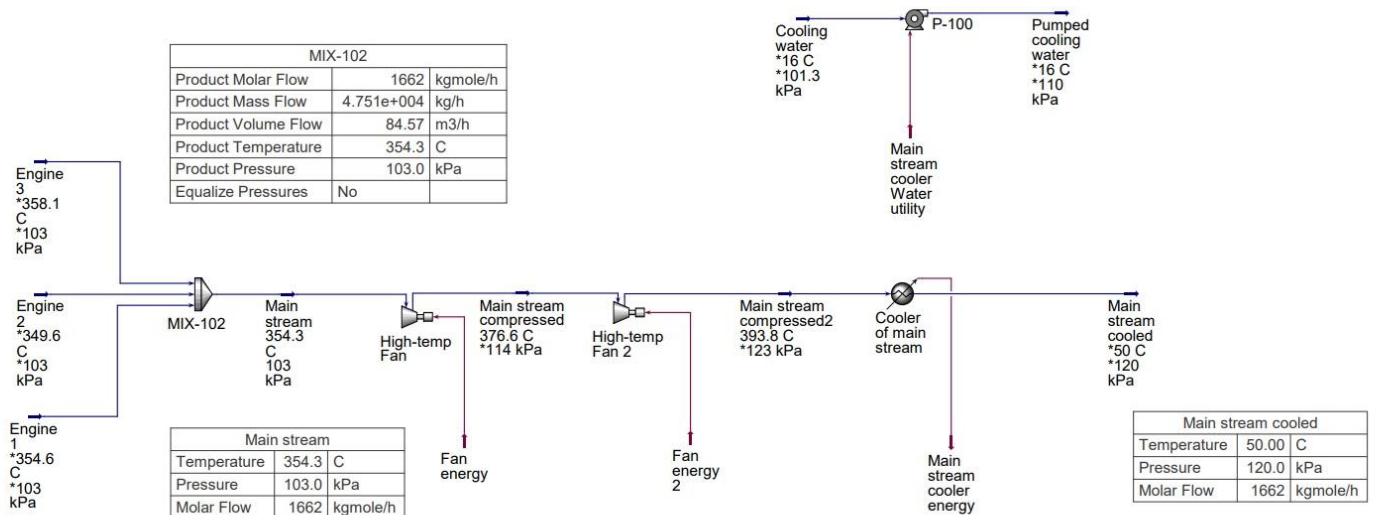 MIX-102
Product Molar Flow 1662 kgmole/h
Product Mass Flow 4.751e+004 kg/h
Product Volume Flow 84.57 m3/h
Product Temperature 354.3 C
Product Pressure 103.0 kPa
Equalize Pressures No
Cooling
water
*16 C
*101.3
kPa
P-100
Pumped
cooling
water
*16 C
*110
kPa
Main
stream
cooler
Water
utility
Engine
3
*358.1
C
*103
kPa
Engine
2
*349.6
C
*103
kPa
Engine
1
*354.6
C
*103
kPa
MIX-102
Main
stream
354.3
C
103
kPa
High-temp
Fan
Main stream
compressed
376.6 C
*114 kPa
High-temp
Fan 2
Main stream
compressed2
393.8 C
*123 kPa
Cooler
of main
stream
Main
stream
cooled
*50 C
*120
kPa
Fan
energy
Fan
energy
2
Main
stream
cooler
energy
Main stream
Temperature 354.3 C
Pressure 103.0 kPa
Molar Flow 1662 kgmole/h
Main stream cooled
Temperature 50.00 C
Pressure 120.0 kPa
Molar Flow 1662 kgmole/h